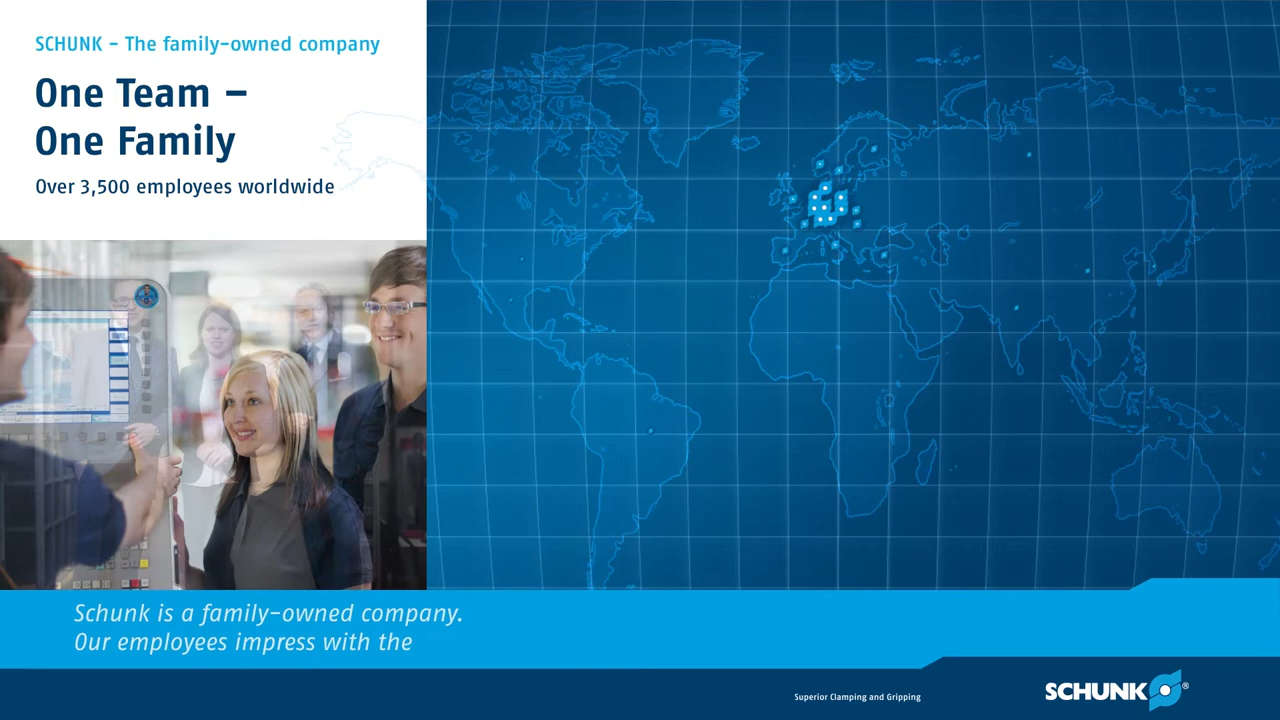 SCHUNK – The family-owned company
One Team –
One Family
Over 3,500 employees worldwide
Schunk is a family-owned company.
Our employees impress with the
Superior Clamping and Gripping
SCHUNK®